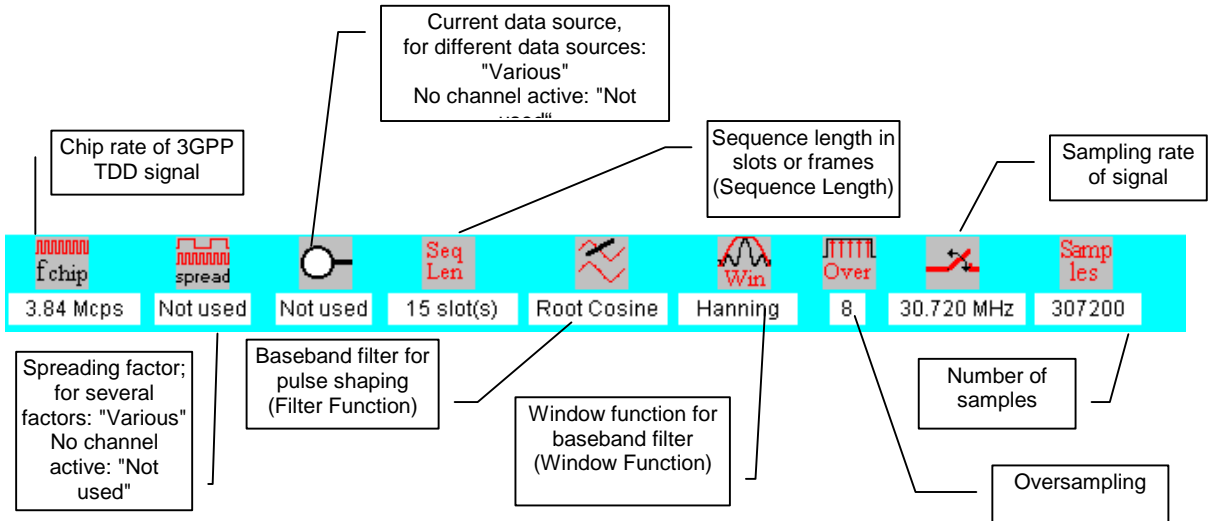 Current data source,
for different data sources:
"Various"
No channel active: "Not
Chip rate of 3GPP
TDD signal
Sequence length in
slots or frames
(Sequence Length)
Sampling rate
of signal
fchip
spread
Seq
Len
Win
Over
Samp
les
3.84 Mcps
Not used
Not used
15 slot(s)
Root Cosine
Hanning
8
30.720 MHz
307200
Spreading factor;
for several
factors: "Various"
No channel
active: "Not
used"
Baseband filter for
pulse shaping
(Filter Function)
Window function for
baseband filter
(Window Function)
Number of
samples
Oversampling